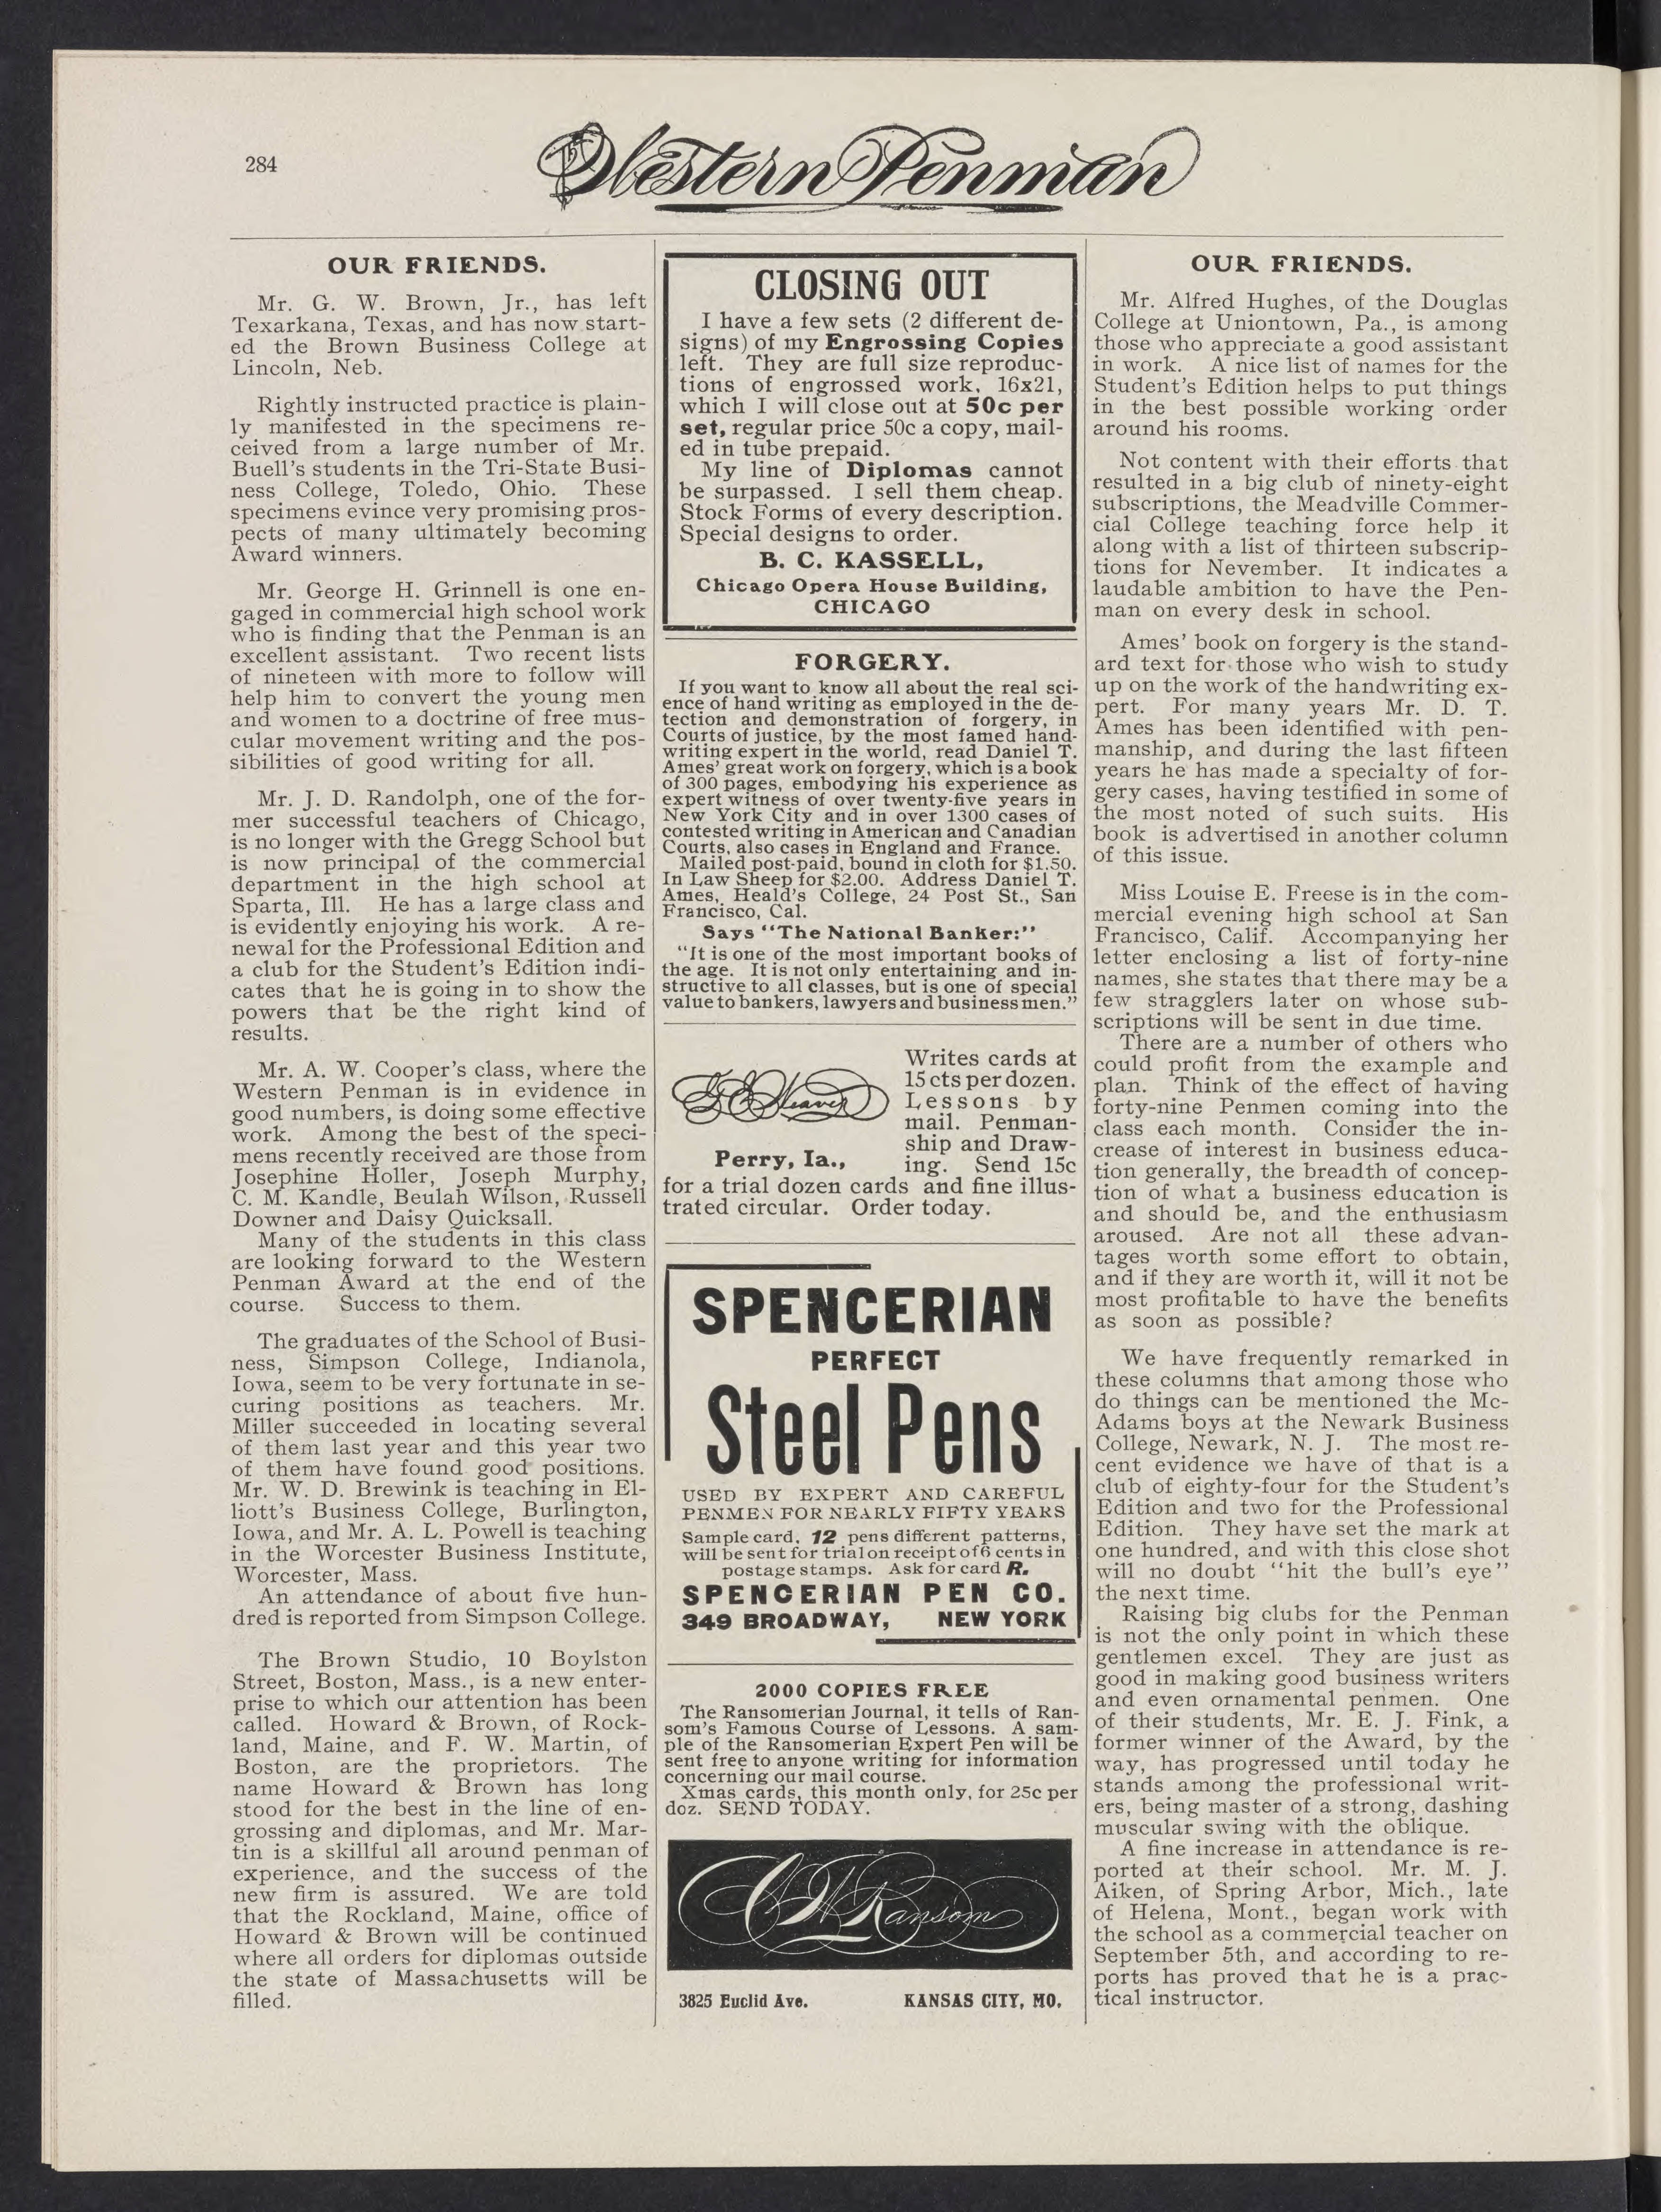 284
Western Penman
OUR FRIENDS.
Mr. G. W. Brown, Jr., has left
Texarkana, Texas, and has now start-
ed the Brown Business College at
Lincoln, Neb.
Rightly instructed practice is plain-
ly manifested in the specimens re-
ceived from a large number of Mr.
Buell's students in the Tri-State Busi-
ness College, Toledo, Ohio. These
specimens evince very promising pros-
pects of many ultimately becoming
Award winners.
Mr. George H. Grinnell is one en-
gaged in commercial high school work
who is finding that the Penman is an
excellent assistant. Two recent lists
of nineteen with more to follow will
help him to convert the young men
and women to a doctrine of free mus-
cular movement writing and the pos-
sibilities of good writing for all.
Mr. J. D. Randolph, one of the for-
mer successful teachers of Chicago,
is no longer with the Gregg School but
is now principal of the commercial
department in the high school at
Sparta, Ill. He has a large class and
is evidently enjoying his work. A re-
newal for the Professional Edition and
a club for the Student's Edition indi-
cates that he is going in to show the
powers that be the right kind of
results.
Mr. A. W. Cooper's class, where the
Western Penman is in evidence in
good numbers, is doing some effective
work. Among the best of the speci-
mens recently received are those from
Josephine Holler, Joseph Murphy,
C. M. Kandle, Beulah Wilson, Russell
Downer and Daisy Quicksall.
Many of the students in this class
are looking forward to the Western
Penman Award at the end of the
course. Success to them.
The graduates of the School of Busi-
ness, Simpson College, Indianola,
Iowa, seem to be very fortunate in se-
curing positions as teachers. Mr.
Miller succeeded in locating several
of them last year and this year two
of them have found good positions.
Mr. W. D. Brewink is teaching in El-
liott's Business College, Burlington,
Iowa, and Mr. A. L. Powell is teaching
in the Worcester Business Institute,
Worcester, Mass.
An attendance of about five hun-
dred is reported from Simpson College.
The Brown Studio, 10 Boylston
Street, Boston, Mass., is a new enter-
prise to which our attention has been
called. Howard & Brown, of Rock-
land, Maine, and F. W. Martin, of
Boston, are the proprietors. The
name Howard & Brown has long
stood for the best in the line of en-
grossing and diplomas, and Mr. Mar-
tin is a skillful all around penman of
experience, and the success of the
new firm is assured. We are told
that the Rockland, Maine, office of
Howard & Brown will be continued
where all orders for diplomas outside
the state of Massachusetts will be
filled.
CLOSING OUT
I have a few sets (2 different de-
signs) of my Engrossing Copies
left. They are full size reproduc-
tions of engrossed work, 16x21,
which I will close out at 50c per
set, regular price 50c a copy, mail-
ed in tube prepaid.
My line of Diplomas cannot
be surpassed. I sell them cheap.
Stock Forms of every description.
Special designs to order.
B. C. KASSELL,
Chicago Opera House Building,
CHICAGO
FORGERY.
If you want to know all about the real sci-
ence of hand writing as employed in the de-
tection and demonstration of forgery, in
Courts of justice, by the most famed hand-
writing expert in the world, read Daniel T.
Ames' great work on forgery, which is a book
of 300 pages, embodying his experience as
expert witness of over twenty-five years in
New York City and in over 1300 cases of
contested writing in American and Canadian
Courts, also cases in England and France.
Mailed post-paid, bound in cloth for $1.50.
In Law Sheep for $2.00. Address Daniel T.
Ames, Heald's College, 24 Post St., San
Francisco, Cal.
Says "The National Banker:"
"It is one of the most important books of
the age. It is not only entertaining and in-
structive to all classes, but is one of special
value to bankers, lawyers and business men."
Writes cards at
15 cts per dozen.
Lessons by
mail. Penman-
ship and Draw-
ing. Send 15c
Weaver
Perry, Ia.,
for a trial dozen cards and fine illus-
trated circular. Order today.
SPENCERIAN
PERFECT
Steel Pens
USED BY EXPERT AND CAREFUL
PENMEN FOR NEARLY FIFTY YEARS
Sample card, 12 pens different patterns,
will be sent for trial on receipt of 6 cents in
postage stamps. Ask for card R.
SPENCERIAN PEN CO.
349 BROADWAY, NEW YORK
2000 COPIES FREE
The Ransomerian Journal, it tells of Ran-
som's Famous Course of Lessons. A sam-
ple of the Ransomerian Expert Pen will be
sent free to anyone writing for information
concerning our mail course.
Xmas cards, this month only, for 25c per
doz. SEND TODAY.
CW Ransom
3825 Euclid Ave. KANSAS CITY, MO.
OUR FRIENDS.
Mr. Alfred Hughes, of the Douglas
College at Uniontown, Pa., is among
those who appreciate a good assistant
in work. A nice list of names for the
Student's Edition helps to put things
in the best possible working order
around his rooms.
Not content with their efforts that
resulted in a big club of ninety-eight
subscriptions, the Meadville Commer-
cial College teaching force help it
along with a list of thirteen subscrip-
tions for Nevember. It indicates a
laudable ambition to have the Pen-
man on every desk in school.
Ames' book on forgery is the stand-
ard text for those who wish to study
up on the work of the handwriting ex-
pert. For many years Mr. D. T.
Ames has been identified with pen-
manship, and during the last fifteen
years he has made a specialty of for-
gery cases, having testified in some of
the most noted of such suits. His
book is advertised in another column
of this issue.
Miss Louise E. Freese is in the com-
mercial evening high school at San
Francisco, Calif. Accompanying her
letter enclosing a list of forty-nine
names, she states that there may be a
few stragglers later on whose sub-
scriptions will be sent in due time.
There are a number of others who
could profit from the example and
plan. Think of the effect of having
forty-nine Penmen coming into the
class each month. Consider the in-
crease of interest in business educa-
tion generally, the breadth of concep-
tion of what a business education is
and should be, and the enthusiasm
aroused. Are not all these advan-
tages worth some effort to obtain,
and if they are worth it, will it not be
most profitable to have the benefits
as soon as possible?
We have frequently remarked in
these columns that among those who
do things can be mentioned the Mc-
Adams boys at the Newark Business
College, Newark, N. J. The most re-
cent evidence we have of that is a
club of eighty-four for the Student's
Edition and two for the Professional
Edition. They have set the mark at
one hundred, and with this close shot
will no doubt "hit the bull's eye"
the next time.
Raising big clubs for the Penman
is not the only point in which these
gentlemen excel. They are just as
good in making good business writers
and even ornamental penmen. One
of their students, Mr. E. J. Fink, a
former winner of the Award, by the
way, has progressed until today he
stands among the professional writ-
ers, being master of a strong, dashing
muscular swing with the oblique.
A fine increase in attendance is re-
ported at their school. Mr. M. J.
Aiken, of Spring Arbor, Mich., late
of Helena, Mont., began work with
the school as a commercial teacher on
September 5th, and according to re-
ports has proved that he is a prac-
tical instructor.